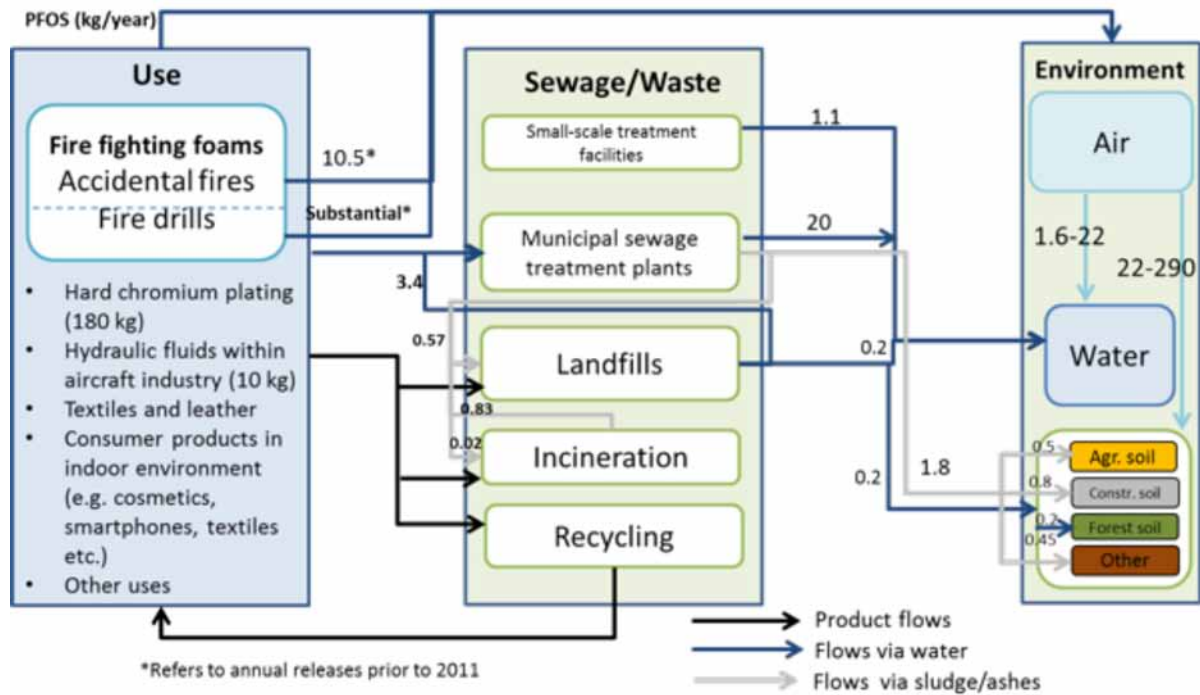 PFOS (kg/year)
Use
Fire fighting foams
Accidental fires
Fire drills
• Hard chromium plating
(180 kg)
• Hydraulic fluids within
aircraft industry (10 kg)
• Textiles and leather
• Consumer products in
indoor environment
(e.g. cosmetics,
smartphones, textiles
etc.)
• Other uses
10.5*
Substantial*
3.4
0.57
0.83
0.02
Sewage/Waste
Small-scale treatment
facilities
Municipal sewage
treatment plants
Landfills
Incineration
Recycling
1.1
20
0.2
0.2
1.8
Environment
Air
1.6-22
22-290
Water
0.5
Agr. soil
0.8
Constr. soil
0.2
Forest soil
0.45
Other
*Refers to annual releases prior to 2011
Product flows
Flows via water
Flows via sludge/ashes